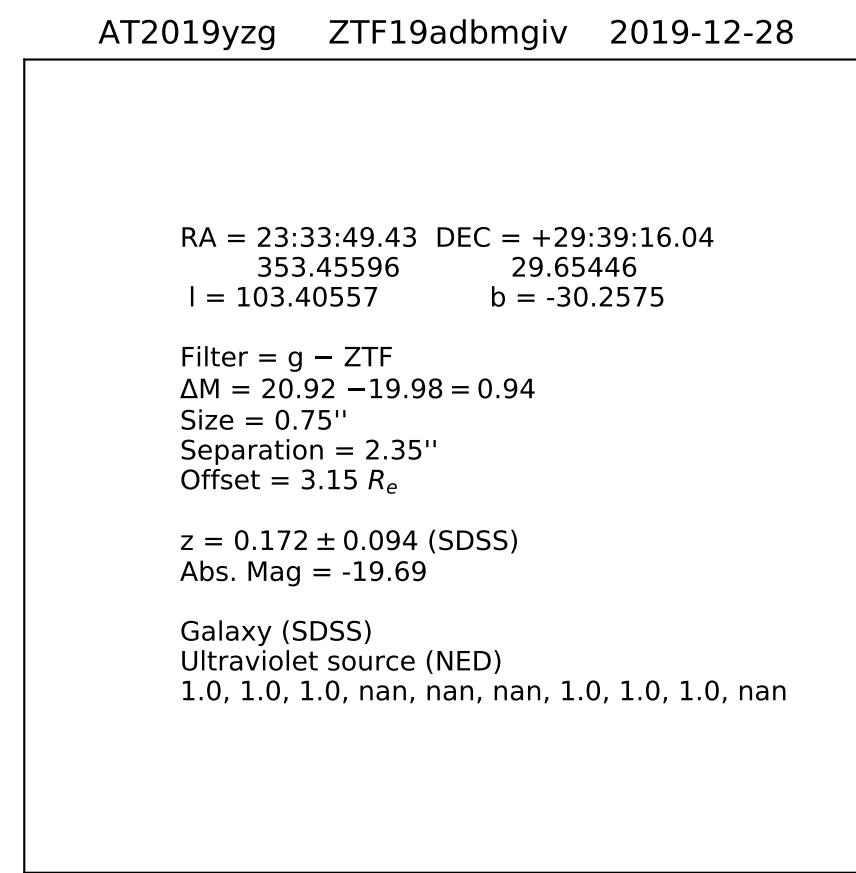 AT2019yzg ZTF19adbmgiv 2019-12-28
RA = 23:33:49.43 DEC = +29:39:16.04
353.45596 29.65446
l = 103.40557 b = -30.2575
Filter = g − ZTF
ΔM = 20.92 −19.98 = 0.94
Size = 0.75''
Separation = 2.35''
Offset = 3.15 Rₑ
z = 0.172 ± 0.094 (SDSS)
Abs. Mag = -19.69
Galaxy (SDSS)
Ultraviolet source (NED)
1.0, 1.0, 1.0, nan, nan, nan, 1.0, 1.0, 1.0, nan